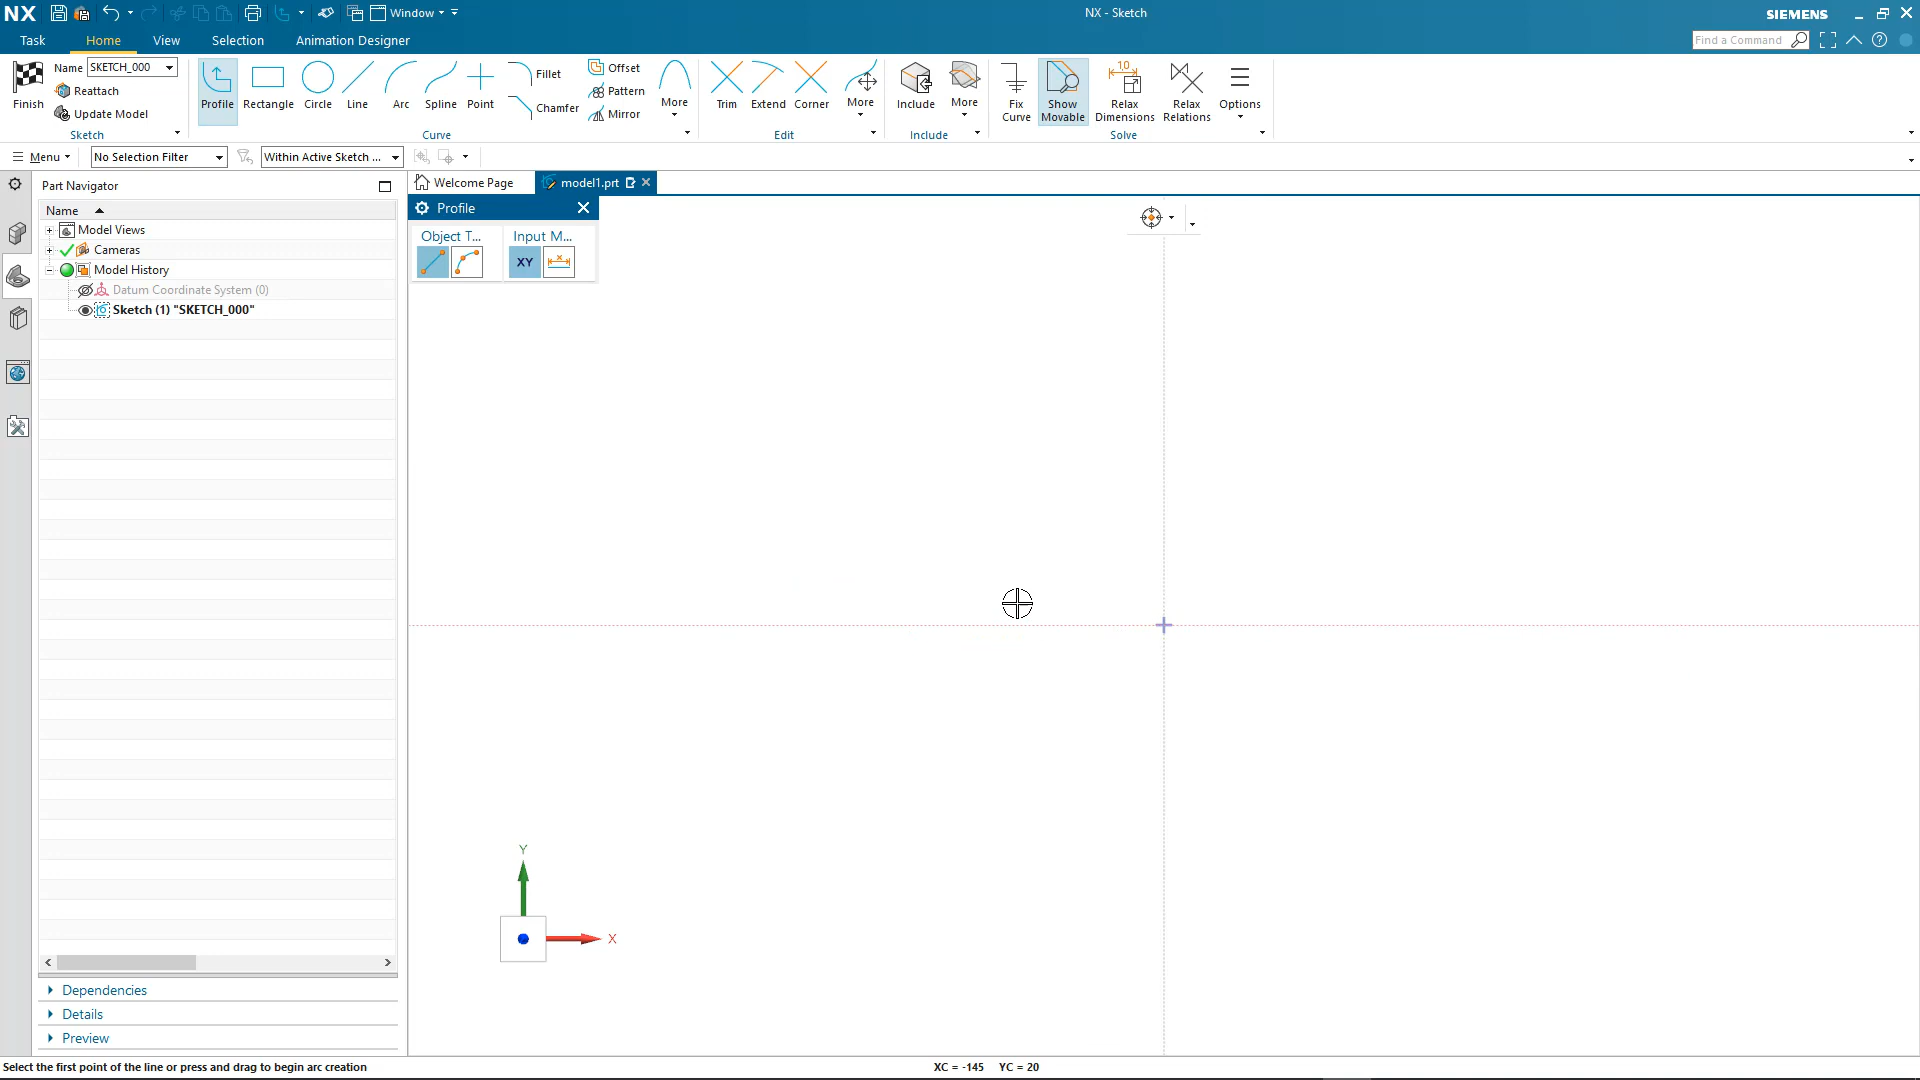 NX
Window
NX - Sketch
SIEMENS
Task
Home
View
Selection
Animation Designer
Find a Command
Name
SKETCH_000
Reattach
Update Model
Finish
Sketch
Profile
Rectangle
Circle
Line
Arc
Spline
Point
Fillet
Chamfer
Offset
Pattern
Mirror
More
Curve
Trim
Extend
Corner
More
Edit
Include
More
Include
Fix
Curve
Show
Movable
1,0
Relax
Dimensions
Relax
Relations
Options
Solve
Menu
No Selection Filter
Within Active Sketch ...
Part Navigator
Name
Model Views
Cameras
Model History
Datum Coordinate System (0)
Sketch (1) "SKETCH_000"
Dependencies
Details
Preview
Welcome Page
model1.prt
Profile
Object T...
Input M...
XY
Y
X
Select the first point of the line or press and drag to begin arc creation
XC = -145 YC = 20